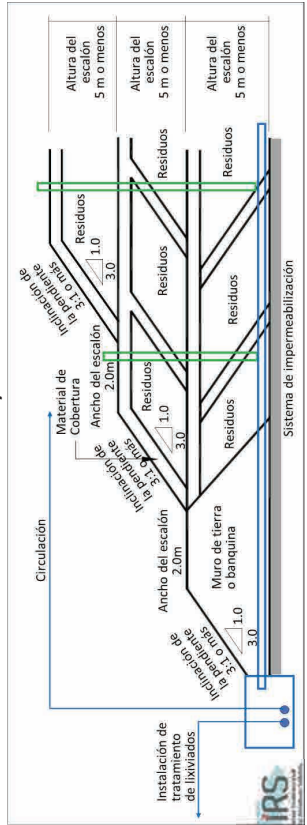 Circulación
Instalación de
tratamiento
de lixiviados
Altura del
escalón
5 m o menos
Altura del
escalón
5 m o menos
Altura del
escalón
5 m o menos
Inclinación de
la pendiente
3:1 o más
1.0
3.0
Residuos
Residuos
Ancho del escalón
2.0m
Material de
Cobertura
Inclinación de
la pendiente
3:1 o más
1.0
3.0
Residuos
Residuos
Residuos
Ancho del escalón
2.0m
Inclinación de
la pendiente
3:1 o más
1.0
3.0
Muro de tierra
o banquina
Residuos
Residuos
Residuos
Sistema de impermeabilización
IRS